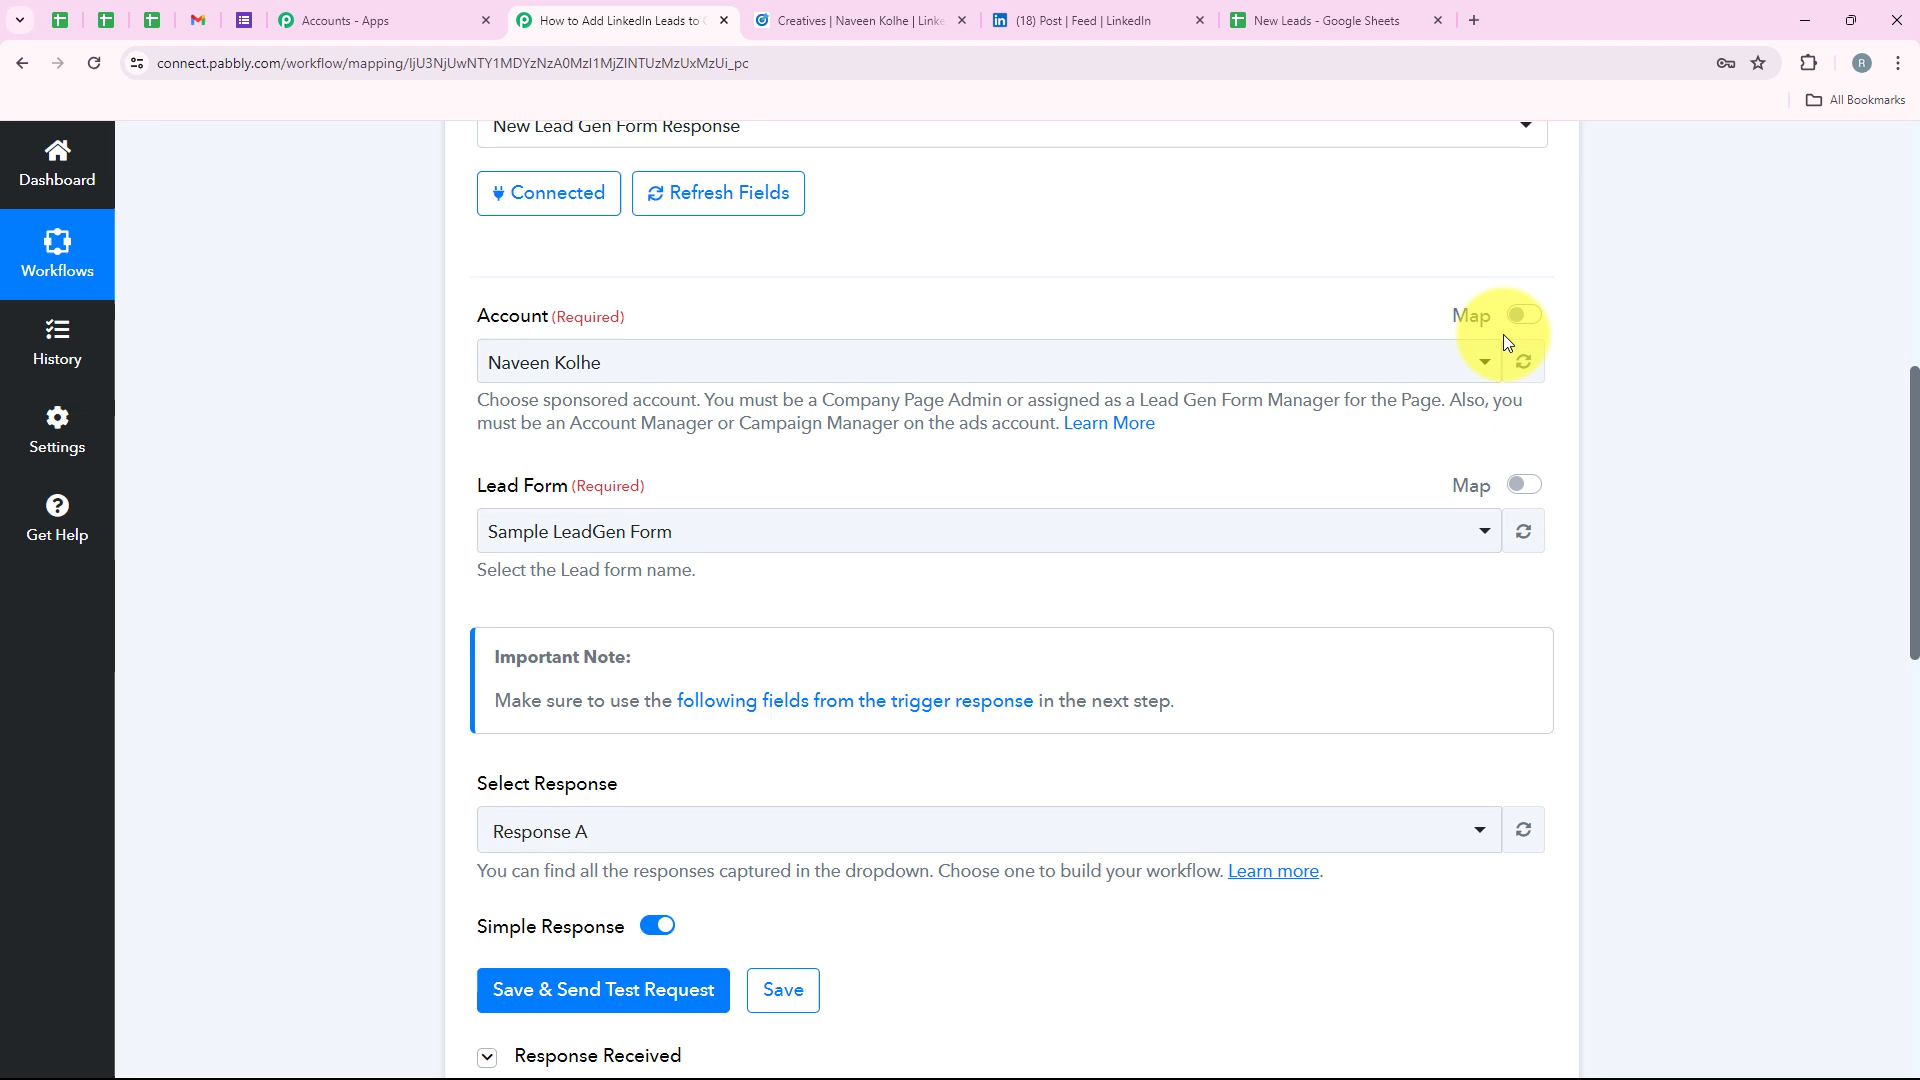 Accounts - Apps
How to Add LinkedIn Leads to
Creatives | Naveen Kolhe | Linke
(18) Post | Feed | LinkedIn
New Leads - Google Sheets
connect.pabbly.com/workflow/mapping/IjU3NjUwNTY1MDYzNzA0MzI1MjZlNTUzMzUxMzUi_pc
R
All Bookmarks
Dashboard
Workflows
History
Settings
Get Help
New Lead Gen Form Response
Connected
Refresh Fields
Account (Required)
Map
Naveen Kolhe
Choose sponsored account. You must be a Company Page Admin or assigned as a Lead Gen Form Manager for the Page. Also, you
must be an Account Manager or Campaign Manager on the ads account. Learn More
Lead Form (Required)
Map
Sample LeadGen Form
Select the Lead form name.
Important Note:
Make sure to use the following fields from the trigger response in the next step.
Select Response
Response A
You can find all the responses captured in the dropdown. Choose one to build your workflow. Learn more.
Simple Response
Save & Send Test Request
Save
Response Received